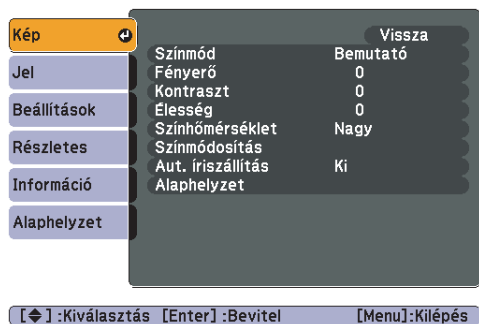 Kép
Jel
Beállítások
Részletes
Információ
Alaphelyzet
Vissza
Színmód Bemutató
Fényerő 0
Kontraszt 0
Élesség 0
Színhőmérséklet Nagy
Színmódosítás
Aut. íriszállítás Ki
Alaphelyzet
[◆] :Kiválasztás [Enter] :Bevitel [Menu]:Kilépés